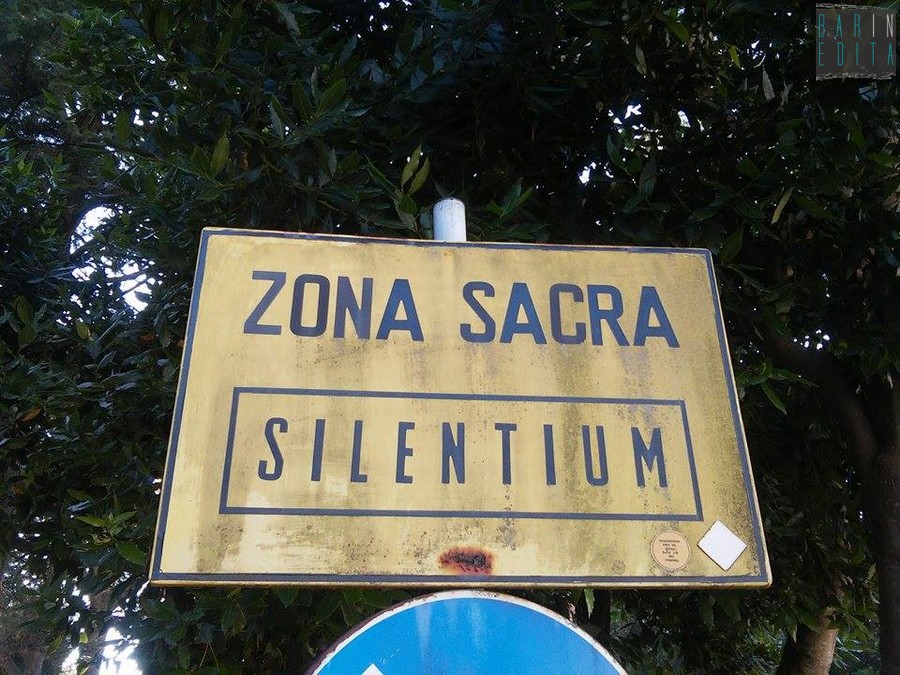 BARIN
EDITA
ZONA SACRA
SILENTIUM